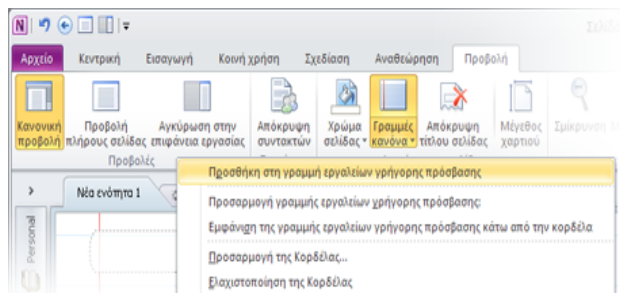 Σελίδ
Αρχείο Κεντρική Εισαγωγή Κοινή χρήση Σχεδίαση Αναθεώρηση Προβολή
Κανονική προβολή
Προβολή πλήρους σελίδας
Αγκύρωση στην επιφάνεια εργασίας
Απόκρυψη συντακτών
Χρώμα σελίδας
Γραμμές κανόνα
Απόκρυψη τίτλου σελίδας
Μέγεθος χαρτιού
Σμίκρυνση
Προβολές
Προσθήκη στη γραμμή εργαλείων γρήγορης πρόσβασης
Προσαρμογή γραμμής εργαλείων γρήγορης πρόσβασης:
Εμφάνιση της γραμμής εργαλείων γρήγορης πρόσβασης κάτω από την κορδέλα
Προσαρμογή της Κορδέλας...
Ελαχιστοποίηση της Κορδέλας
Νέα ενότητα 1
Personal